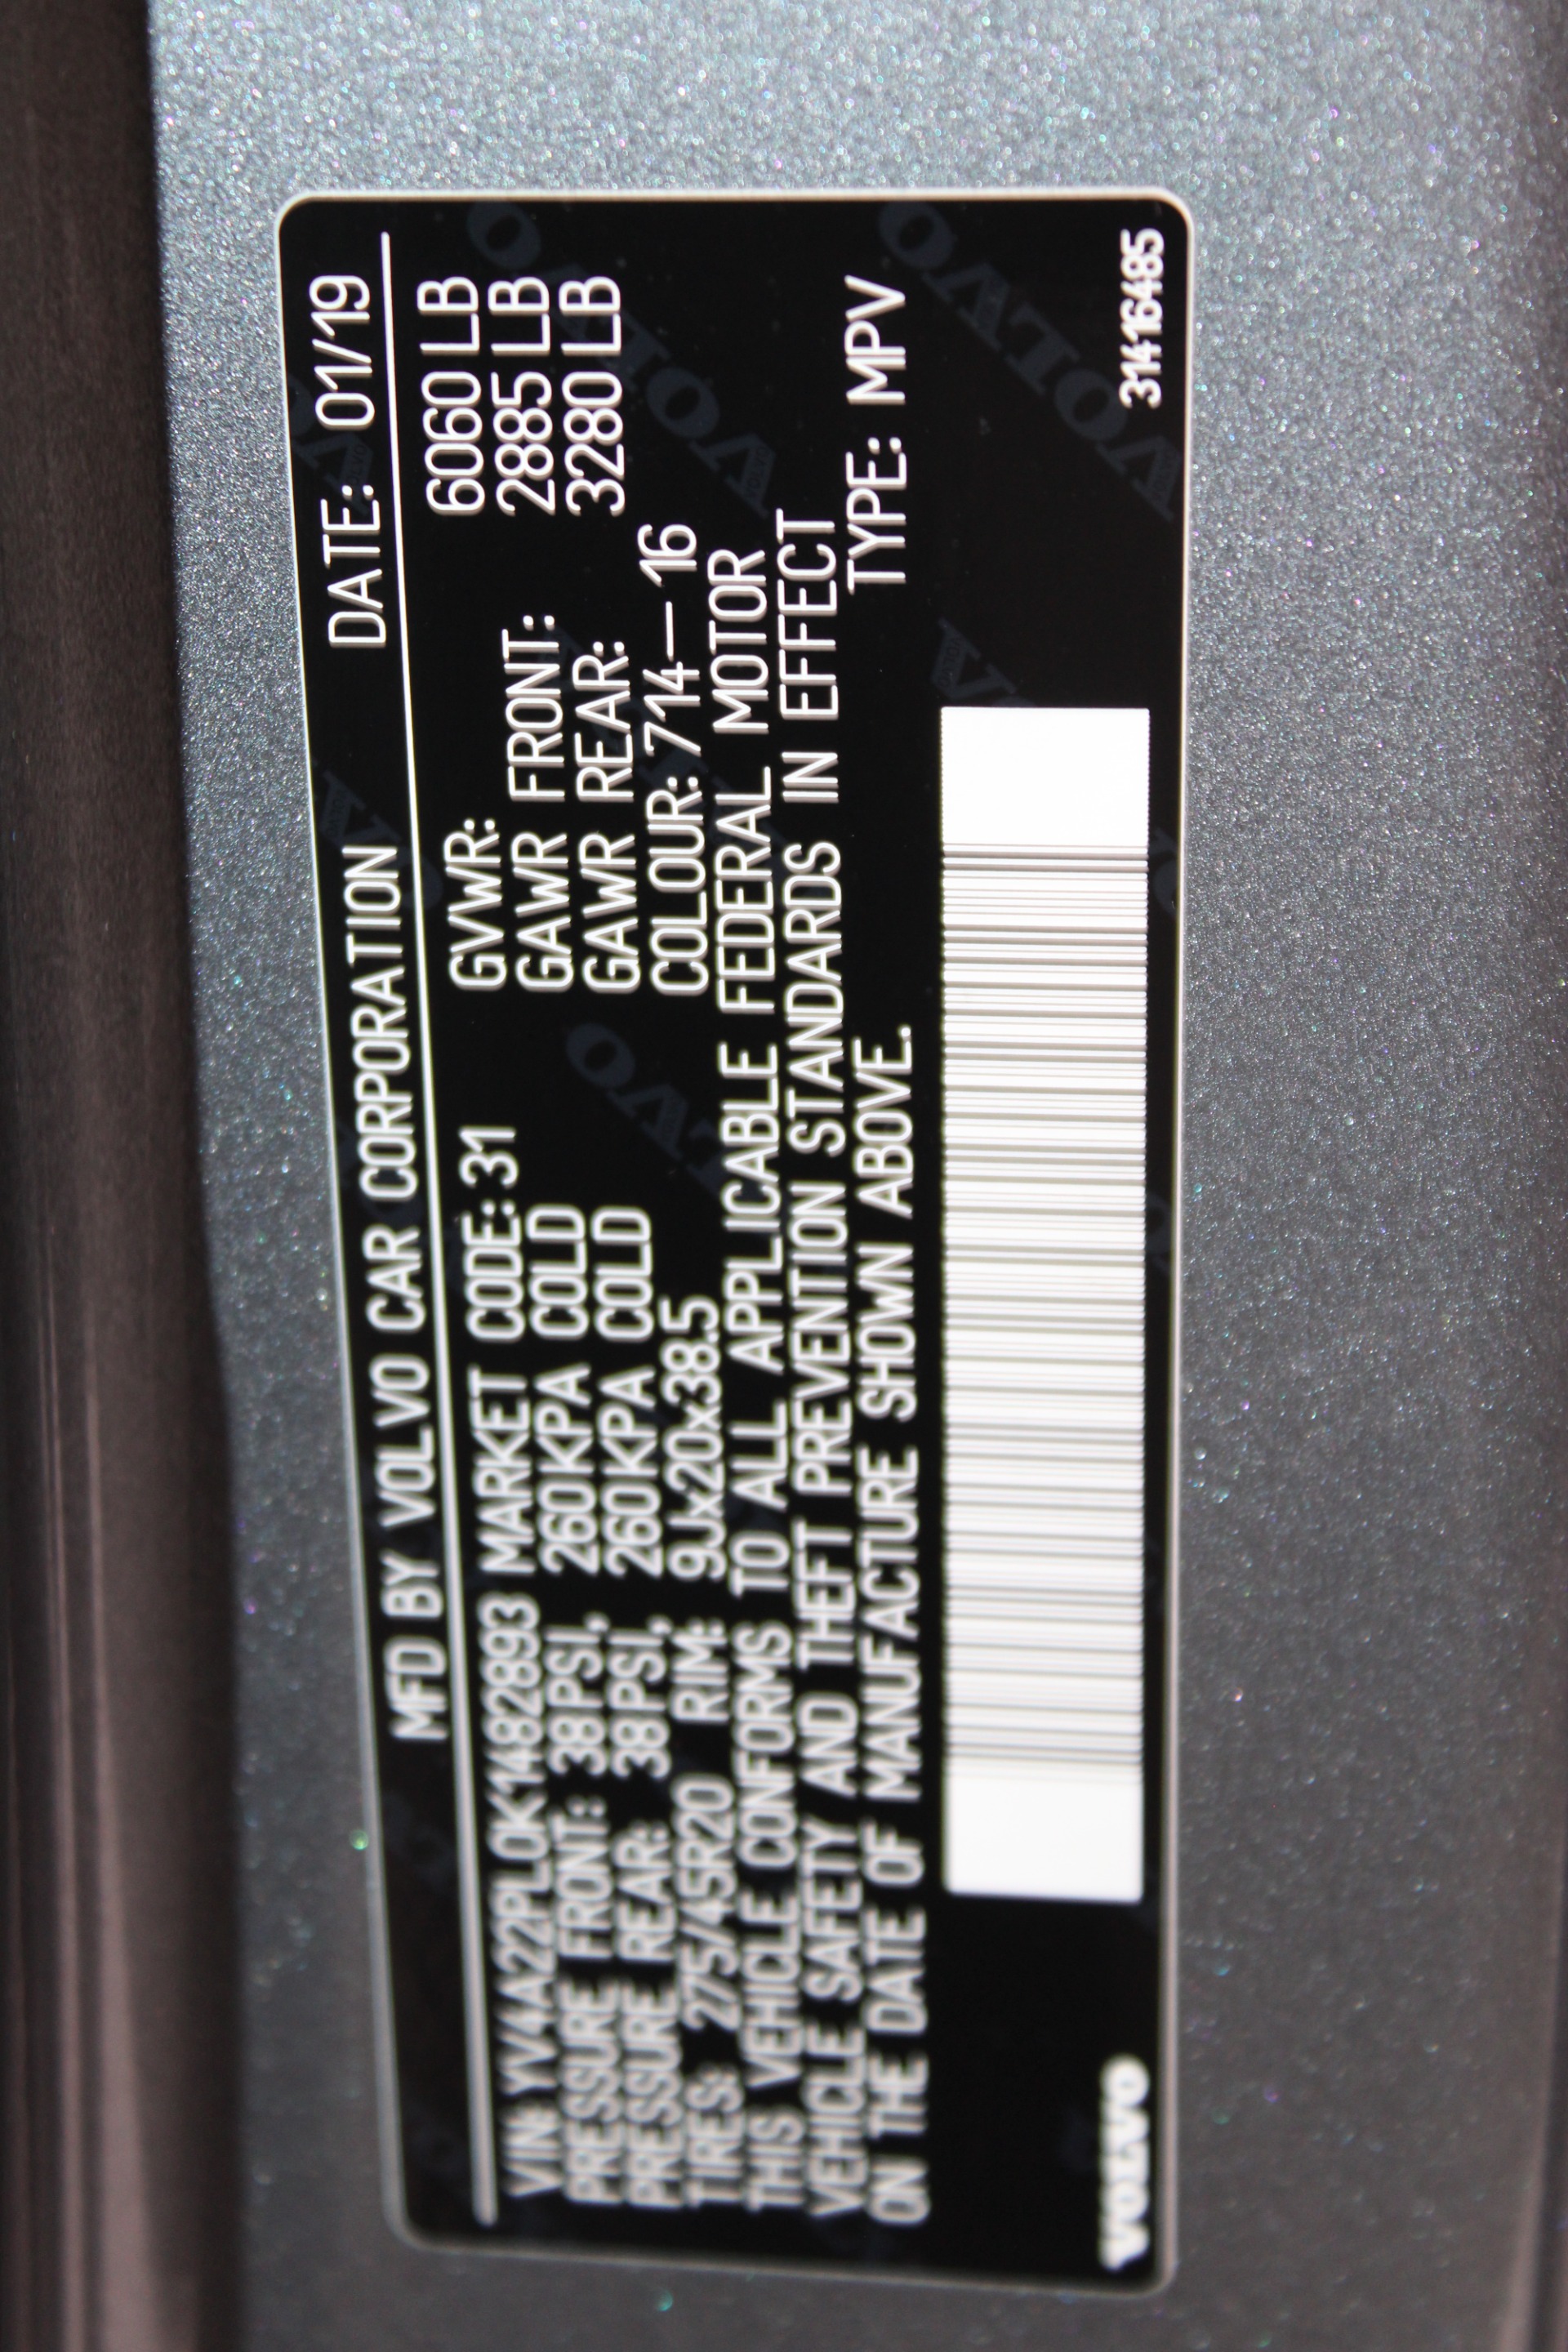 MFD BY VOLVO CAR CORPORATION DATE: 01/19
VIN: YV4A22PL0K1482893 MARKET CODE: 31 GVWR: 6060 LB
PRESSURE FRONT: 38PSI, 260KPA COLD GAWR FRONT: 2885 LB
PRESSURE REAR: 38PSI, 260KPA COLD GAWR REAR: 3280 LB
TIRES: 275/45R20 RIM: 9Jx20x38.5 COLOUR: 714—16
THIS VEHICLE CONFORMS TO ALL APPLICABLE FEDERAL MOTOR
VEHICLE SAFETY AND THEFT PREVENTION STANDARDS IN EFFECT
ON THE DATE OF MANUFACTURE SHOWN ABOVE. TYPE: MPV
VOLVO 31416485